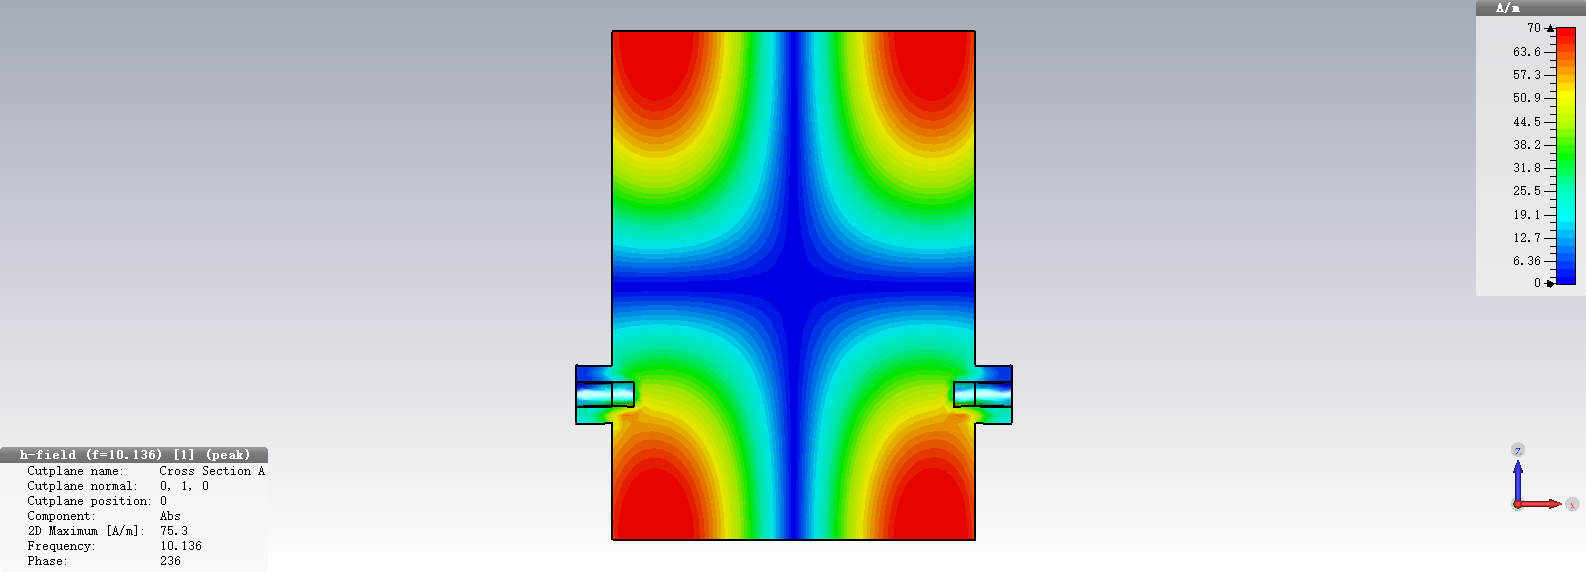 A/m
70
63.6
57.3
50.9
44.5
38.2
31.8
25.5
19.1
12.7
6.36
0
z
x
h-field (f=10.136) [1] (peak)
Cutplane name: Cross Section A
Cutplane normal: 0, 1, 0
Cutplane position: 0
Component: Abs
2D Maximum [A/m]: 75.3
Frequency: 10.136
Phase: 236